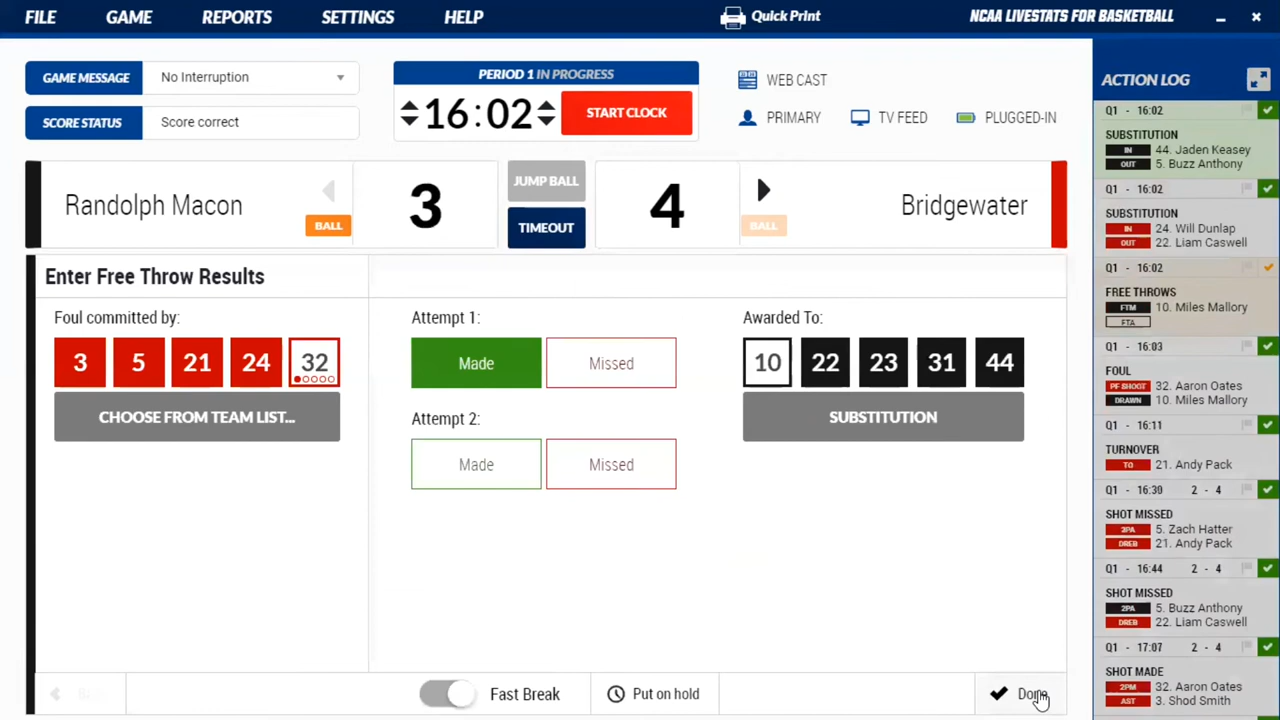 FILE GAME REPORTS SETTINGS HELP Quick Print NCAA LIVESTATS FOR BASKETBALL
GAME MESSAGE No Interruption
SCORE STATUS Score correct
PERIOD 1 IN PROGRESS
16:02 START CLOCK
WEB CAST
PRIMARY TV FEED PLUGGED-IN
Randolph Macon BALL 3
JUMP BALL
TIMEOUT
4 BALL Bridgewater
Enter Free Throw Results
Foul committed by:
3 5 21 24 32
CHOOSE FROM TEAM LIST...
Attempt 1:
Made Missed
Attempt 2:
Made Missed
Awarded To:
10 22 23 31 44
SUBSTITUTION
Fast Break Put on hold Done
ACTION LOG
Q1 - 16:02
SUBSTITUTION
IN 44. Jaden Keasey
OUT 5. Buzz Anthony
Q1 - 16:02
SUBSTITUTION
IN 24. Will Dunlap
OUT 22. Liam Caswell
Q1 - 16:02
FREE THROWS
FTM 10. Miles Mallory
FTA
Q1 - 16:03
FOUL
PF SHOOT 32. Aaron Oates
DRAWN 10. Miles Mallory
Q1 - 16:11
TURNOVER
TO 21. Andy Pack
Q1 - 16:30 2 - 4
SHOT MISSED
3PA 5. Zach Hatter
DREB 21. Andy Pack
Q1 - 16:44 2 - 4
SHOT MISSED
2PA 5. Buzz Anthony
DREB 22. Liam Caswell
Q1 - 17:07 2 - 4
SHOT MADE
2PM 32. Aaron Oates
AST 3. Shod Smith